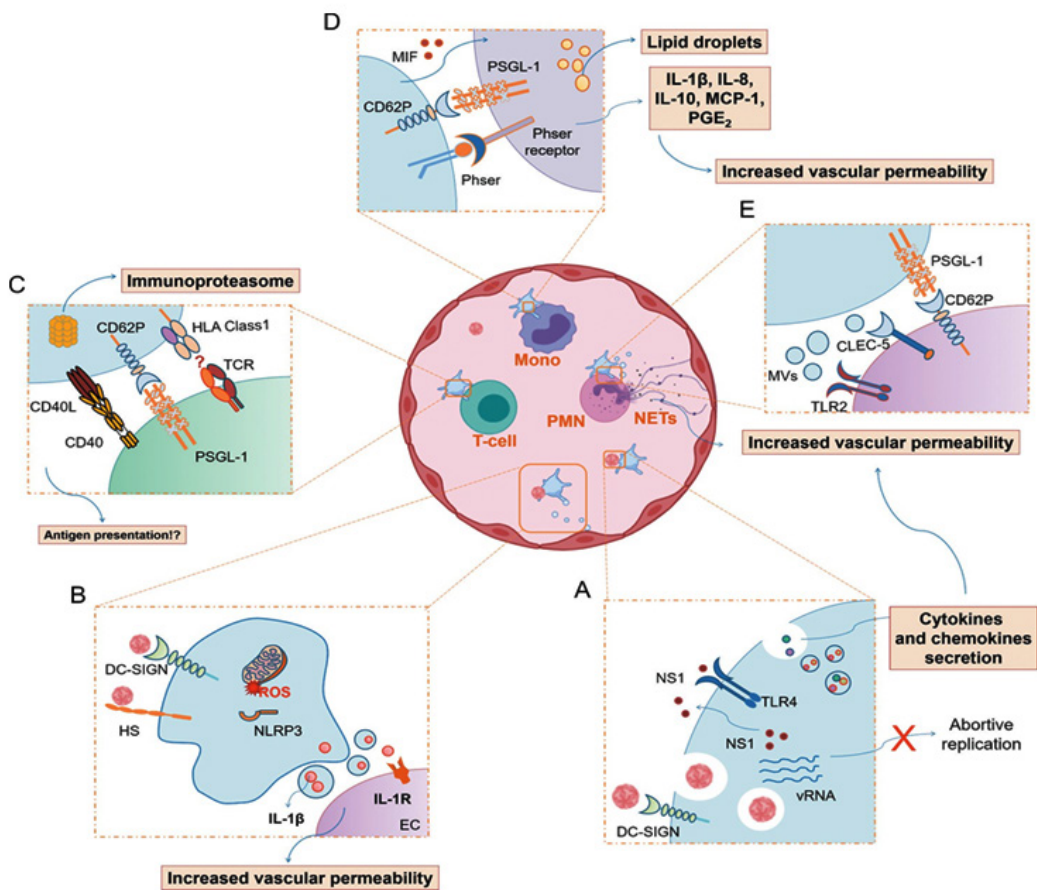 D
MIF
PSGL-1
CD62P
Phser
receptor
Phser
Lipid droplets
IL-1β, IL-8,
IL-10, MCP-1,
PGE₂
Increased vascular permeability
E
PSGL-1
CD62P
CLEC-5
MVs
TLR2
Increased vascular permeability
C
Immunoproteasome
CD62P
HLA Class1
?
TCR
CD40L
CD40
PSGL-1
Antigen presentation!?
Mono
T-cell
PMN
NETs
B
DC-SIGN
HS
ROS
NLRP3
IL-1β
IL-1R
EC
Increased vascular permeability
A
NS1
TLR4
NS1
vRNA
DC-SIGN
Cytokines
and chemokines
secretion
X
Abortive
replication